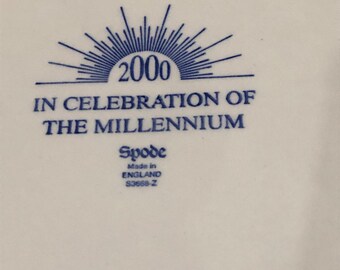 2000
IN CELEBRATION OF
THE MILLENNIUM
Spode
Made in
ENGLAND
S3688-Z